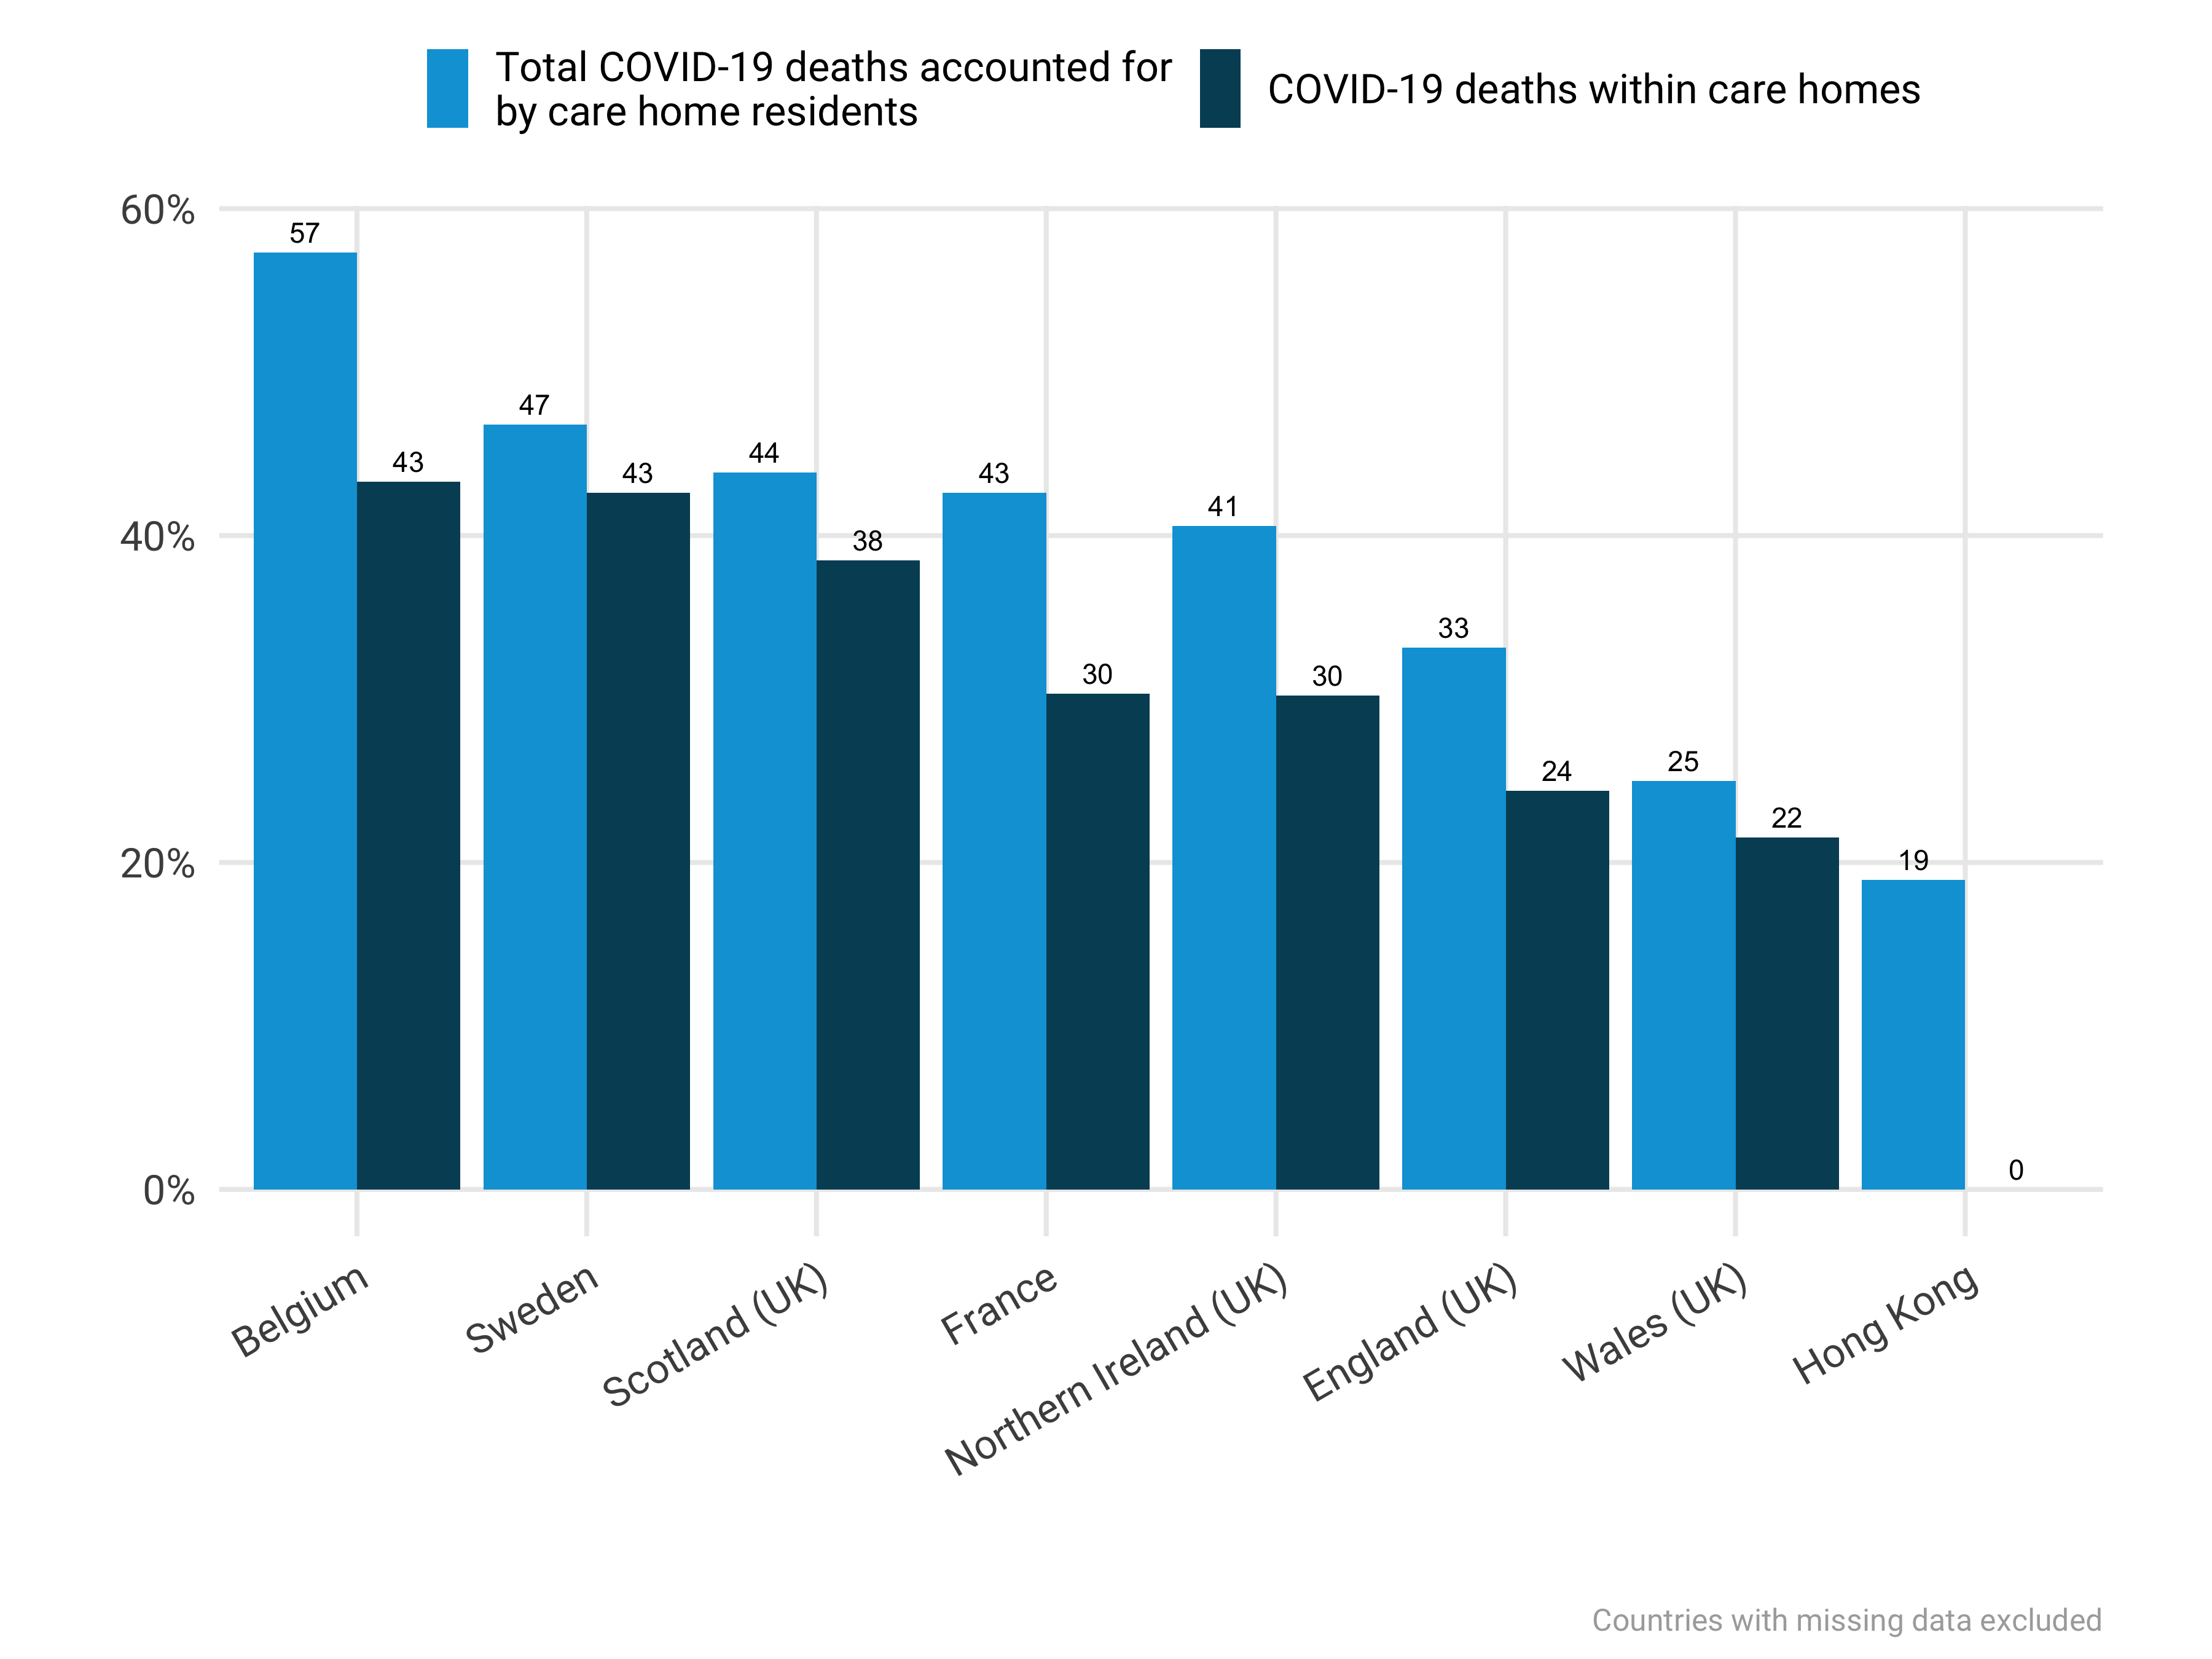 Total COVID-19 deaths accounted for
by care home residents
COVID-19 deaths within care homes
60%
40%
20%
0%
57
43
47
43
44
38
43
30
41
30
33
24
25
22
19
0
Belgium
Sweden
Scotland (UK)
France
Northern Ireland (UK)
England (UK)
Wales (UK)
Hong Kong
Countries with missing data excluded